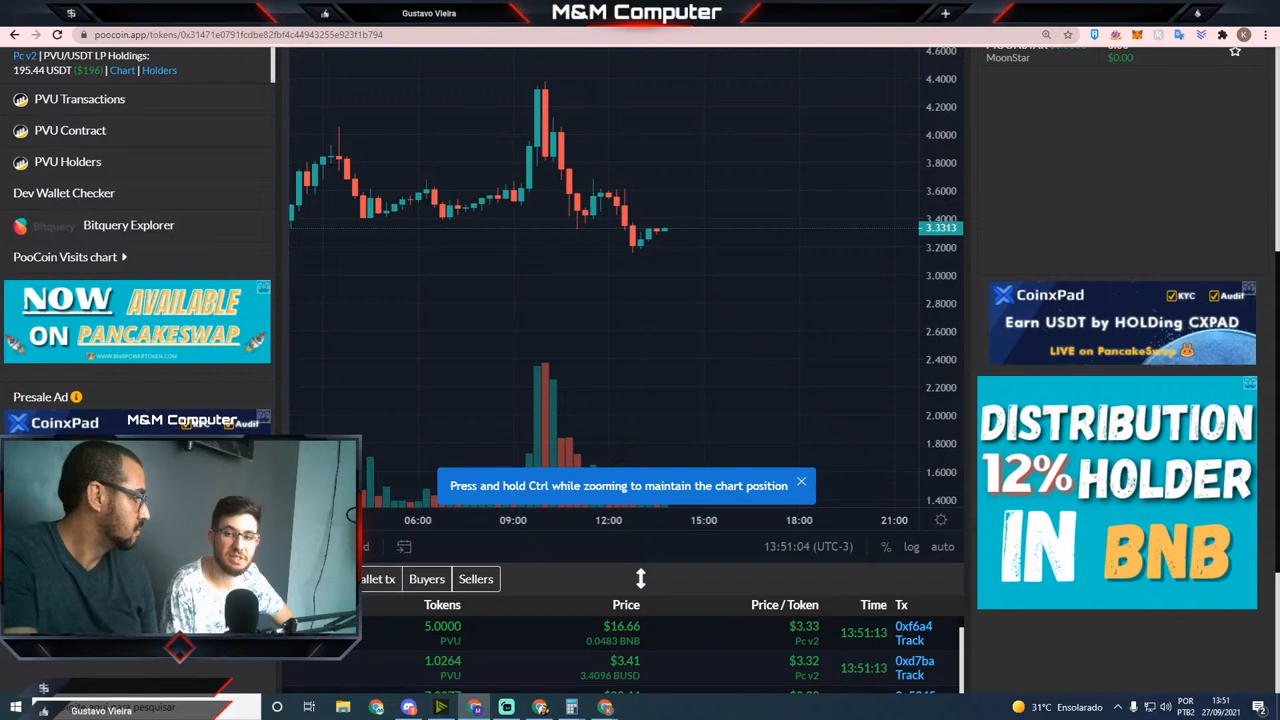 Gustavo Vieira
M&M Computer
poocoin.app/tokens/0x31471e0791fcdbe82fbf4c44943255e923f1b794
Pc v2 | PVU/USDT LP Holdings:
195.44 USDT ($196) | Chart | Holders
PVU Transactions
PVU Contract
PVU Holders
Dev Wallet Checker
Bitquery
Bitquery Explorer
PooCoin Visits chart
NOW AVAILABLE
ON PANCAKESWAP
WWW.BNBPOWERTOKEN.COM
Presale Ad
CoinxPad
M&M Computer
Audit
4.6000
4.4000
4.2000
4.0000
3.8000
3.6000
3.4000
3.3313
3.2000
3.0000
2.8000
2.6000
2.4000
2.2000
2.0000
1.8000
1.6000
1.4000
Press and hold Ctrl while zooming to maintain the chart position
06:00 09:00 12:00 15:00 18:00 21:00
13:51:04 (UTC-3) % log auto
Buyers Sellers
Tokens Price Price / Token Time Tx
5.0000 $16.66 $3.33 13:51:13 0xf6a4
PVU 0.0483 BNB Pc v2 Track
1.0264 $3.41 $3.32 13:51:13 0xd7ba
PVU 3.4096 BUSD Pc v2 Track
MoonStar $0.00
CoinxPad KYC Audit
Earn USDT by HOLDing CXPAD
LIVE on PancakeSwap
DISTRIBUTION
12% HOLDER
IN BNB
pesquisar
Gustavo Vieira
31°C Ensolarado
POR
PTB2
13:51
27/09/2021
2